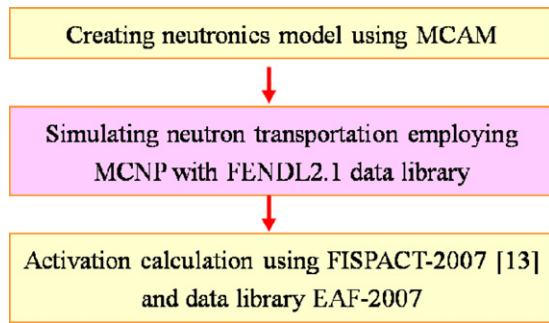 Creating neutronics model using MCAM
Simulating neutron transportation employing
MCNP with FENDL2.1 data library
Activation calculation using FISPACT-2007 [13]
and data library EAF-2007